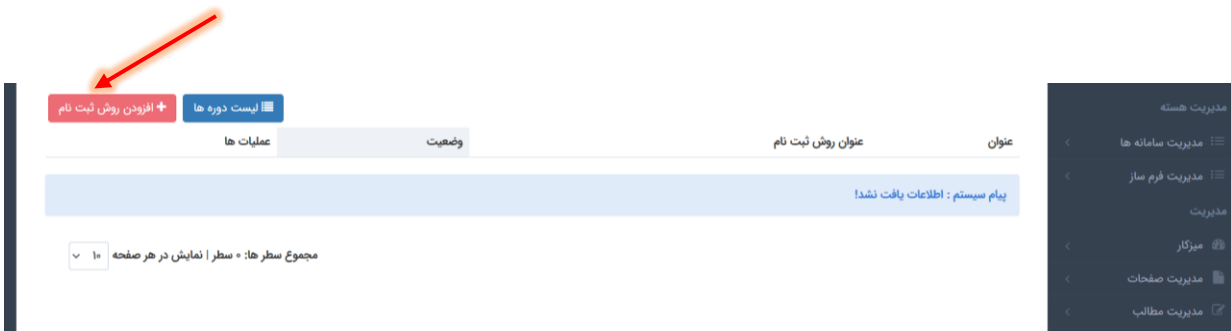 لیست دوره ها + افزودن روش ثبت نام
عنوان عنوان روش ثبت نام وضعیت عملیات ها
پیام سیستم : اطلاعات یافت نشد!
مجموع سطر ها: ۰ سطر | نمایش در هر صفحه ۱۰
مدیریت هسته
مدیریت سامانه ها
مدیریت فرم ساز
مدیریت
میزکار
مدیریت صفحات
مدیریت مطالب